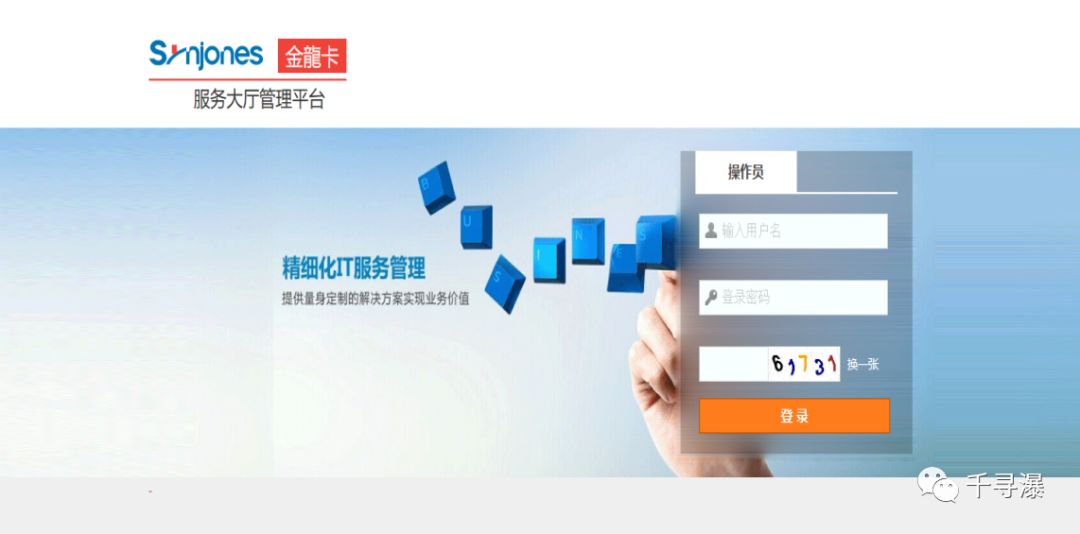 Synjones 金龍卡
服务大厅管理平台
操作员
输入用户名
登录密码
61731 换一张
登 录
B
U
S
I
N
E
S
精细化IT服务管理
提供量身定制的解决方案实现业务价值
千寻瀑